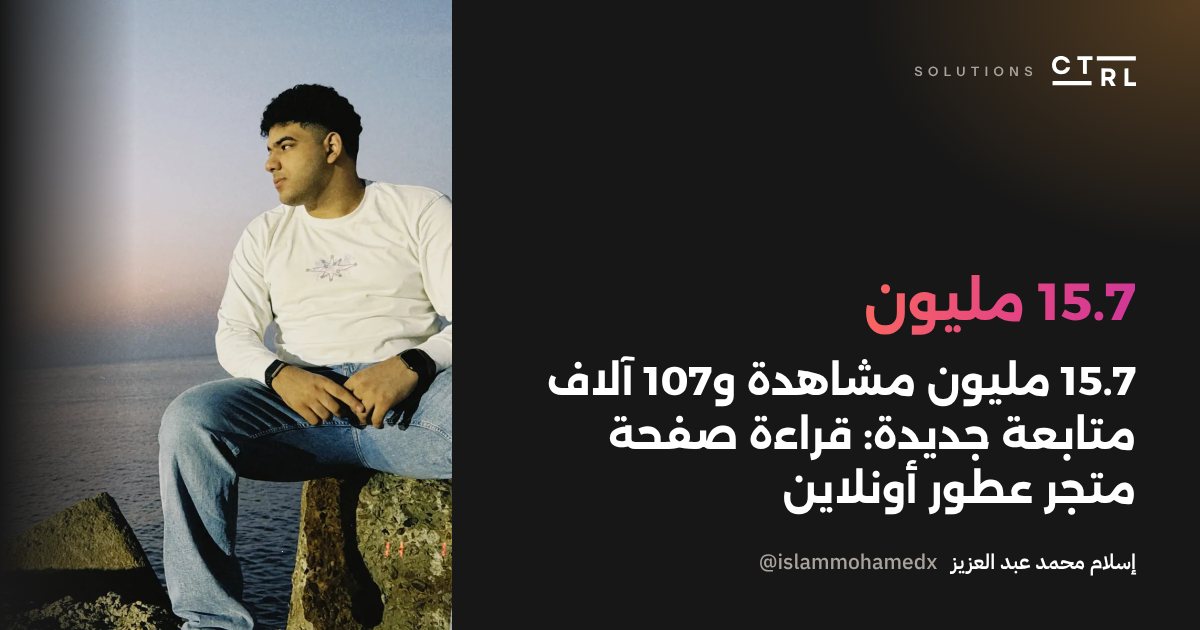 SOLUTIONS CTRL
15.7 مليون
15.7 مليون مشاهدة و107 آلاف
متابعة جديدة: قراءة صفحة
متجر عطور أونلاين
إسلام محمد عبد العزيز @islammohamedx